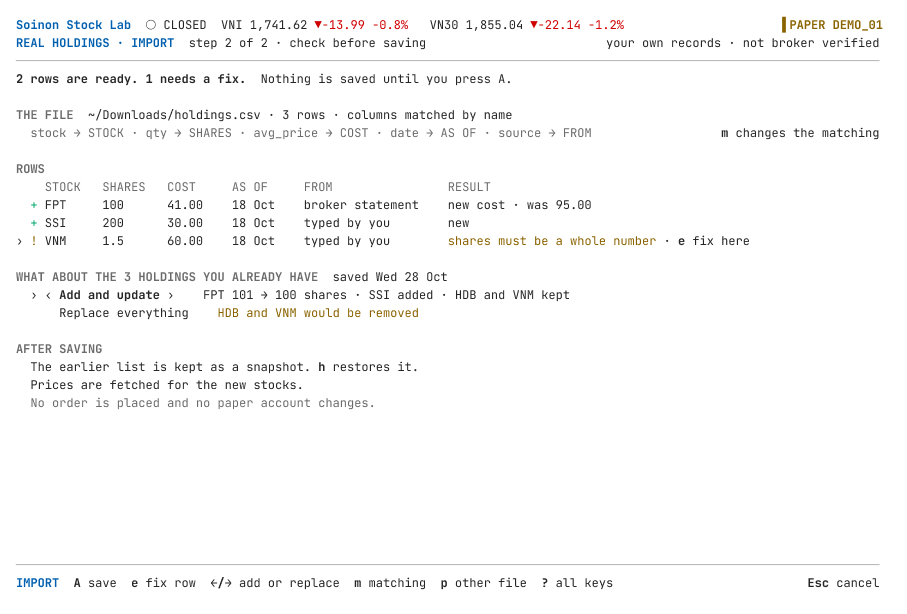 Soinon Stock Lab ○ CLOSED VNI 1,741.62 ▼-13.99 -0.8% VN30 1,855.04 ▼-22.14 -1.2% PAPER DEMO_01
REAL HOLDINGS · IMPORT step 2 of 2 · check before saving your own records · not broker verified
2 rows are ready. 1 needs a fix. Nothing is saved until you press A.
THE FILE ~/Downloads/holdings.csv · 3 rows · columns matched by name
stock → STOCK · qty → SHARES · avg_price → COST · date → AS OF · source → FROM m changes the matching
ROWS
STOCK SHARES COST AS OF FROM RESULT
+ FPT 100 41.00 18 Oct broker statement new cost · was 95.00
+ SSI 200 30.00 18 Oct typed by you new
› ! VNM 1.5 60.00 18 Oct typed by you shares must be a whole number · e fix here
WHAT ABOUT THE 3 HOLDINGS YOU ALREADY HAVE saved Wed 28 Oct
› ‹ Add and update › FPT 101 → 100 shares · SSI added · HDB and VNM kept
Replace everything HDB and VNM would be removed
AFTER SAVING
The earlier list is kept as a snapshot. h restores it.
Prices are fetched for the new stocks.
No order is placed and no paper account changes.
IMPORT A save e fix row ←/→ add or replace m matching p other file ? all keys Esc cancel